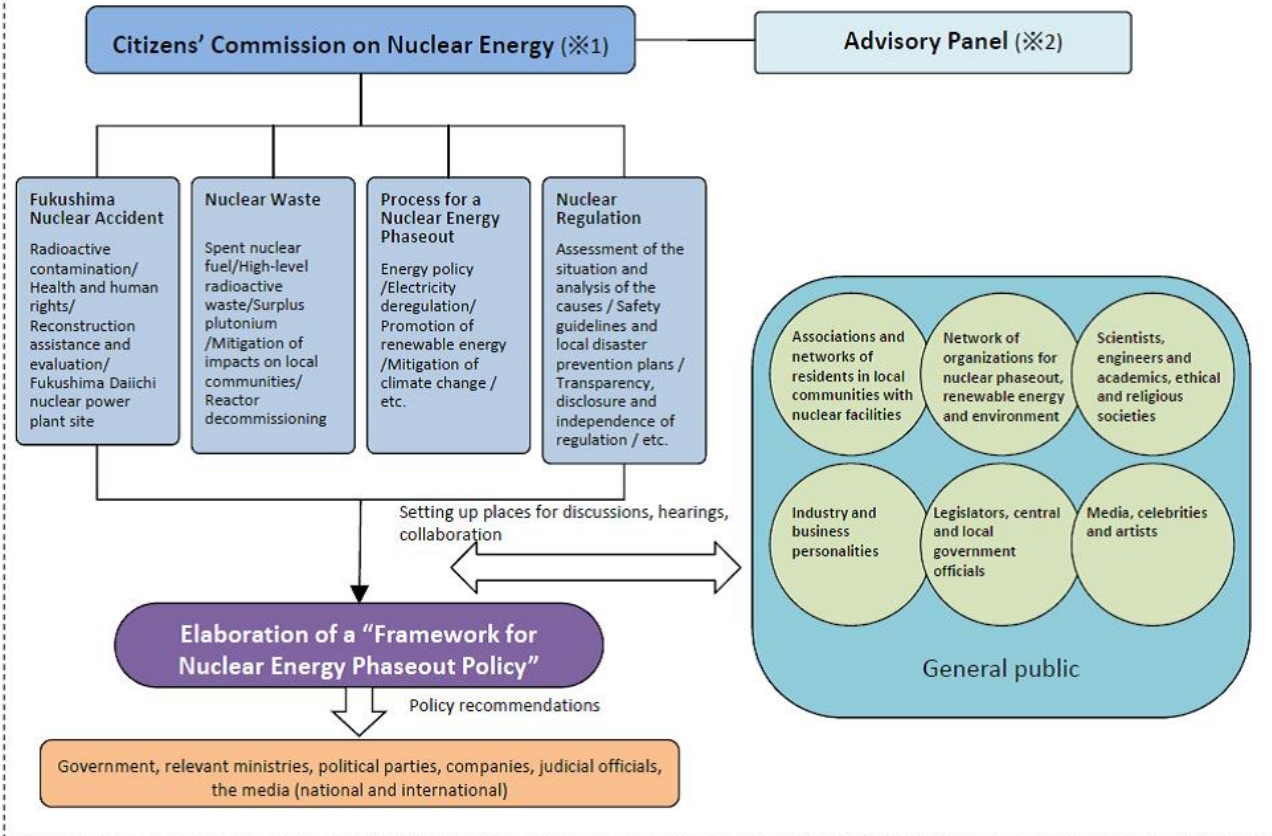 Citizens' Commission on Nuclear Energy (※1)
Advisory Panel (※2)
Fukushima
Nuclear Accident
Radioactive
contamination/
Health and human
rights/
Reconstruction
assistance and
evaluation/
Fukushima Daiichi
nuclear power
plant site
Nuclear Waste
Spent nuclear
fuel/High-level
radioactive
waste/Surplus
plutonium
/Mitigation of
impacts on local
communities/
Reactor
decommissioning
Process for a
Nuclear Energy
Phaseout
Energy policy
/Electricity
deregulation/
Promotion of
renewable energy
/Mitigation of
climate change /
etc.
Nuclear
Regulation
Assessment of the
situation and
analysis of the
causes / Safety
guidelines and
local disaster
prevention plans /
Transparency,
disclosure and
independence of
regulation / etc.
Associations and
networks of
residents in local
communities with
nuclear facilities
Network of
organizations for
nuclear phaseout,
renewable energy
and environment
Scientists,
engineers and
academics, ethical
and religious
societies
Industry and
business
personalities
Legislators, central
and local
government
officials
Media, celebrities
and artists
General public
Setting up places for discussions, hearings,
collaboration
Elaboration of a "Framework for
Nuclear Energy Phaseout Policy"
Policy recommendations
Government, relevant ministries, political parties, companies, judicial officials,
the media (national and international)